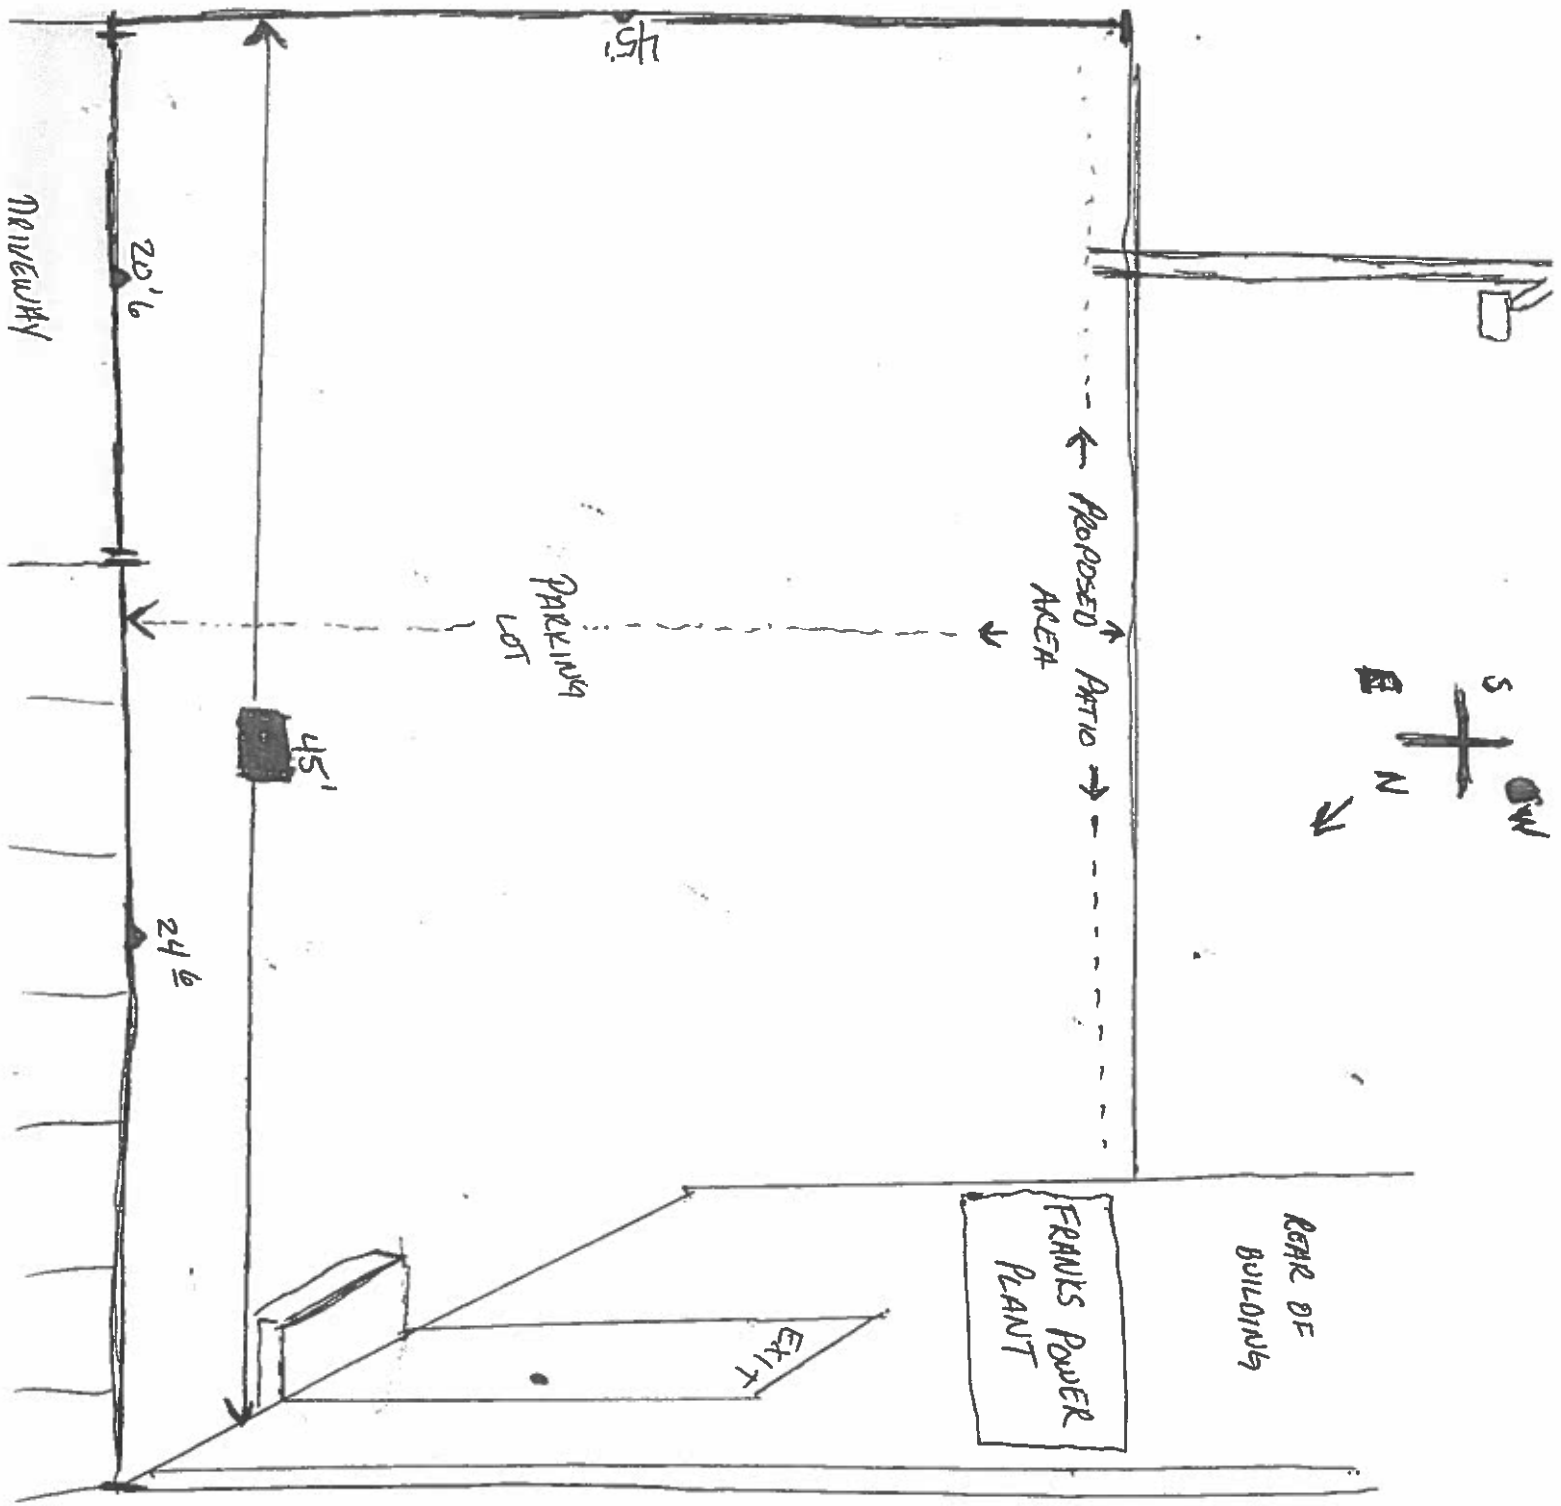 W
S
N
E
REAR OF
BUILDING
← PROPOSED PATIO →
AREA
FRANKS POWER
PLANT
EXIT
45'
PARKING
LOT
45'
20'6
24 6
DRIVEWAY